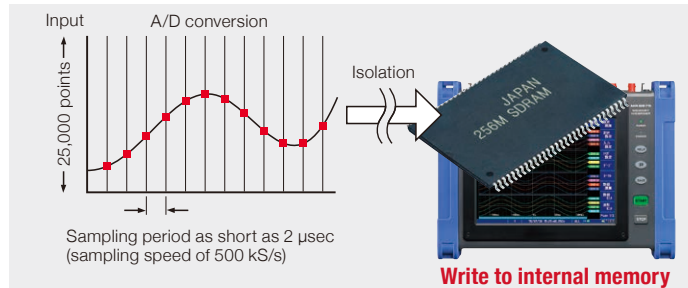 Input
A/D conversion
25,000 points
Isolation
JAPAN
256M SDRAM
Sampling period as short as 2 μsec
(sampling speed of 500 kS/s)
Write to internal memory